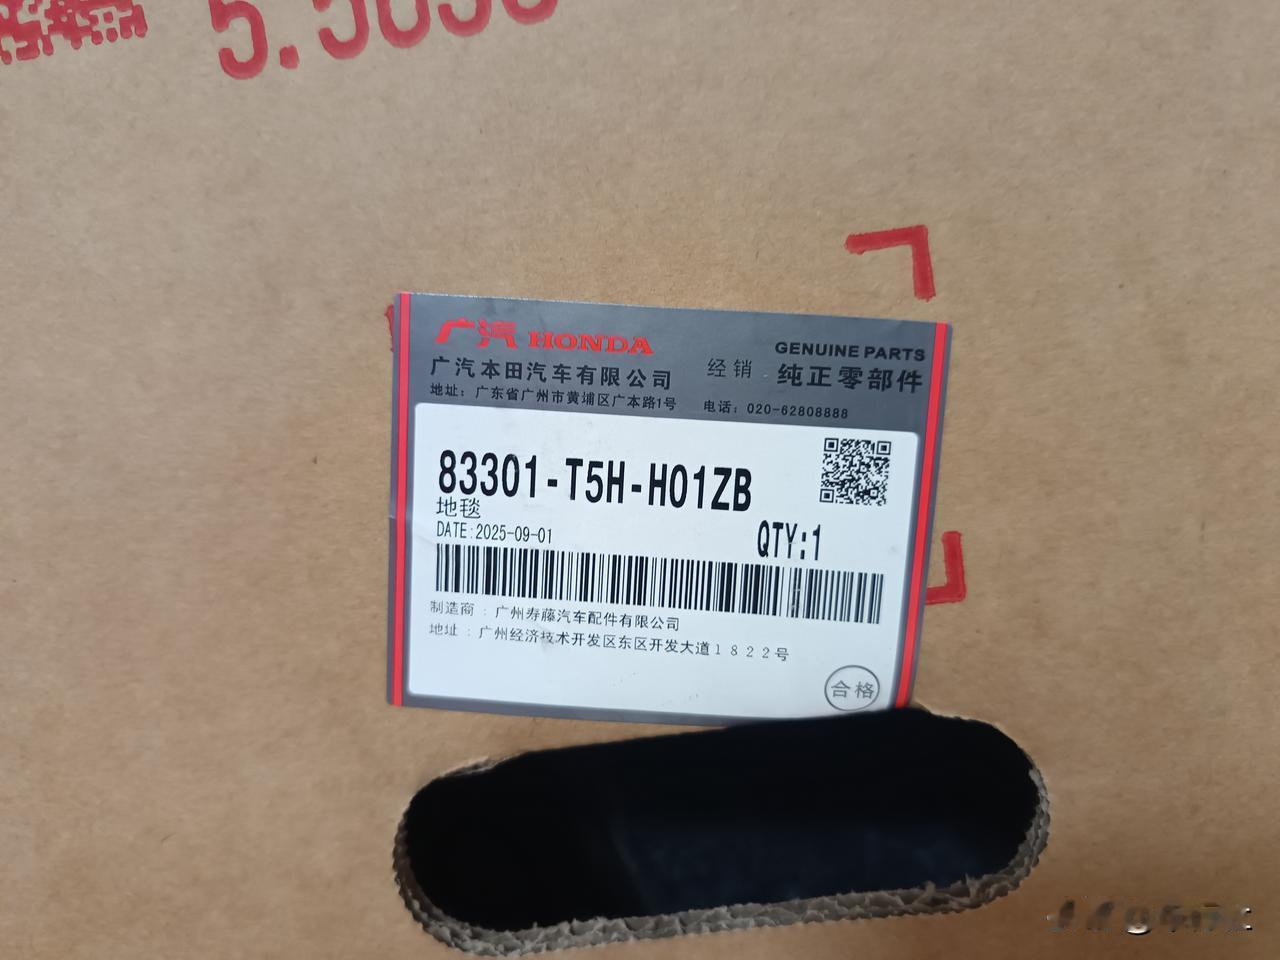 广汽 HONDA
GENUINE PARTS
广汽本田汽车有限公司 经销 纯正零部件
地址：广东省广州市黄埔区广本路1号 电话：020-62808888
83301-T5H-H01ZB
地毯
DATE:2025-09-01 QTY:1
制造商：广州寿藤汽车配件有限公司
地址：广州经济技术开发区东区开发大道1822号
合格